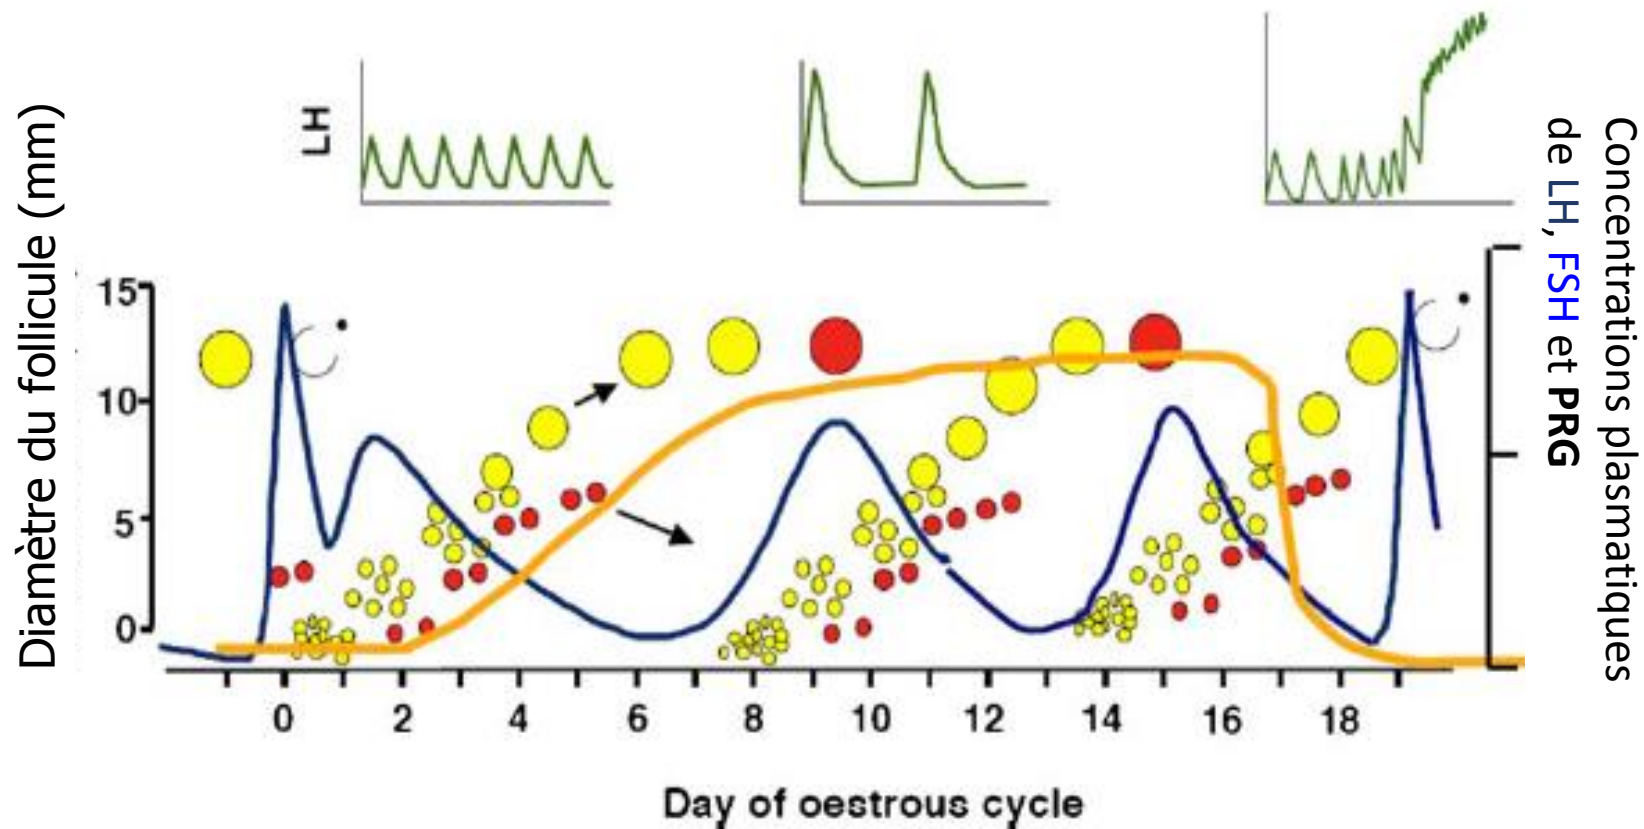 LH
Diamètre du follicule (mm)
15
10
5
0
0 2 4 6 8 10 12 14 16 18
Day of oestrous cycle
Concentrations plasmatiques
de LH, FSH et PRG